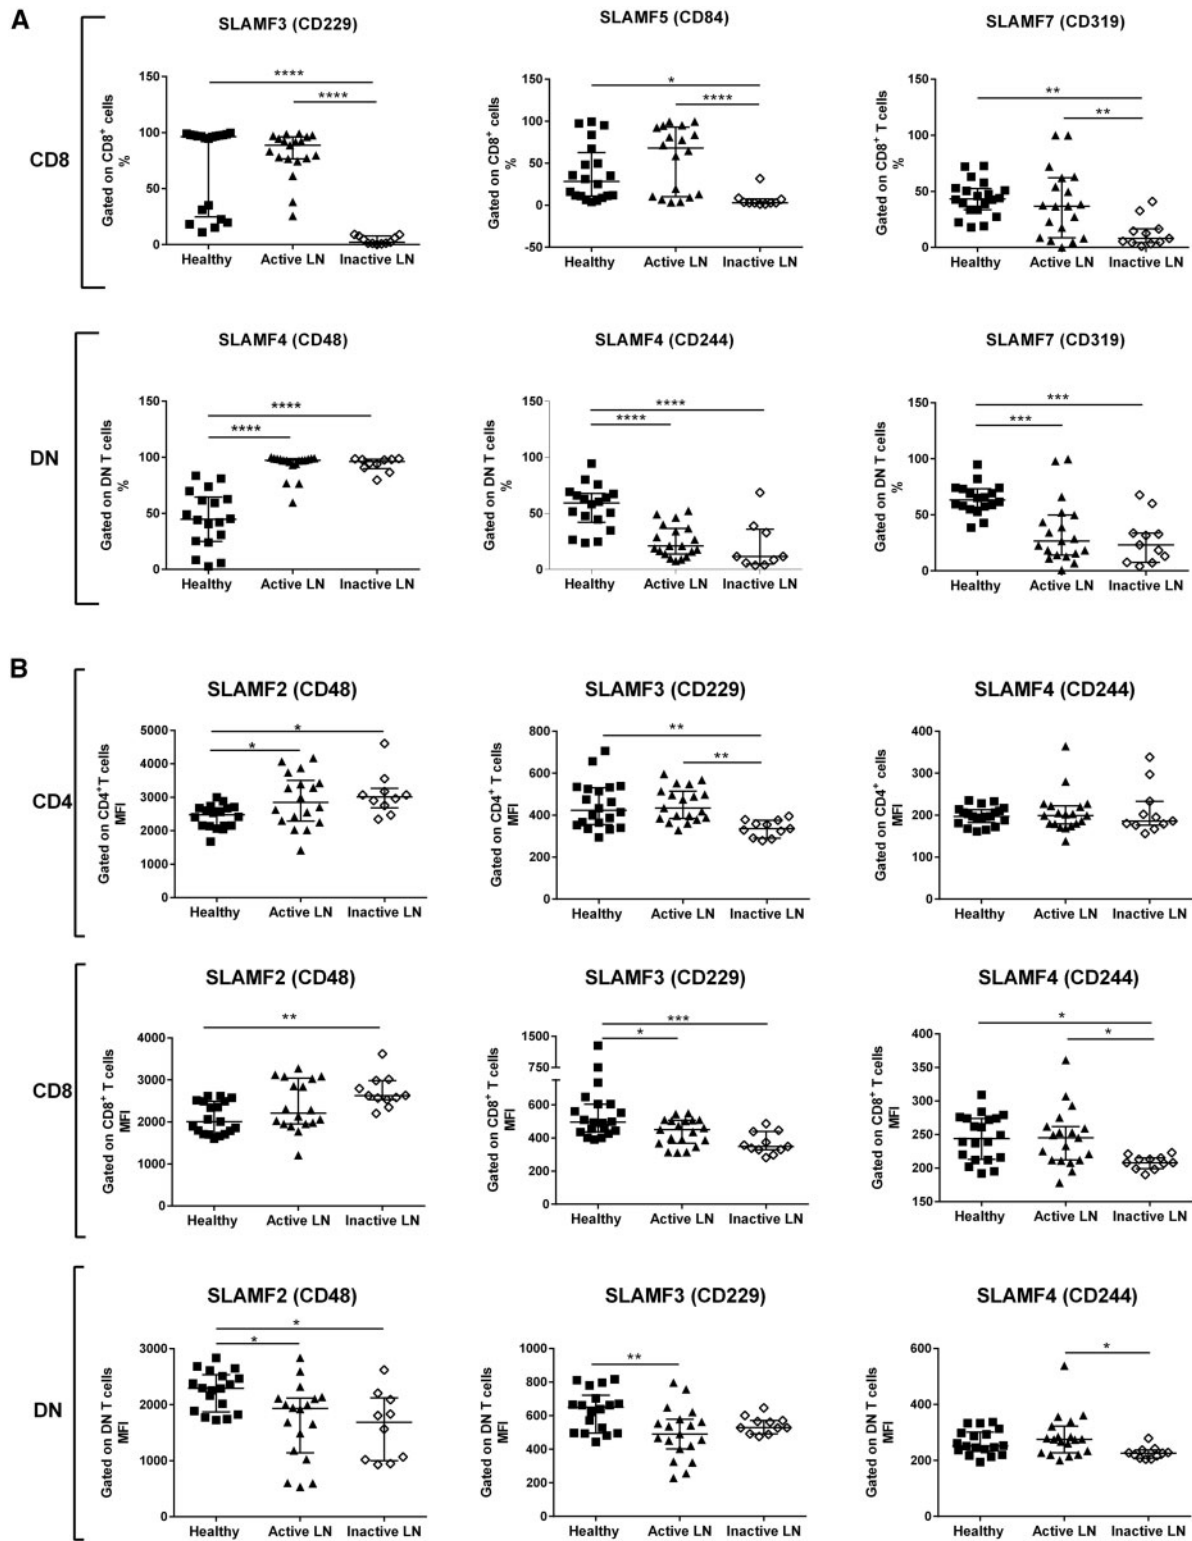 A
CD8
SLAMF3 (CD229)
Gated on CD8+ cells
%
150
100
50
0
****
****
Healthy Active LN Inactive LN
SLAMF5 (CD84)
Gated on CD8+ T cells
%
150
100
50
0
-50
*
****
Healthy Active LN Inactive LN
SLAMF7 (CD319)
Gated on CD8+ T cells
%
150
100
50
0
**
**
Healthy Active LN Inactive LN
DN
SLAMF4 (CD48)
Gated on DN T cells
%
150
100
50
0
****
****
Healthy Active LN Inactive LN
SLAMF4 (CD244)
Gated on DN T cells
%
150
100
50
0
****
****
Healthy Active LN Inactive LN
SLAMF7 (CD319)
Gated on DN T cells
%
150
100
50
0
***
***
Healthy Active LN Inactive LN
B
CD4
SLAMF2 (CD48)
Gated on CD4+ T cells
MFI
5000
4000
3000
2000
1000
0
*
*
Healthy Active LN Inactive LN
SLAMF3 (CD229)
Gated on CD4+ T cells
MFI
800
600
400
200
0
**
**
Healthy Active LN Inactive LN
SLAMF4 (CD244)
Gated on CD4+ cells
MFI
400
300
200
100
0
Healthy Active LN Inactive LN
CD8
SLAMF2 (CD48)
Gated on CD8+ T cells
MFI
4000
3000
2000
1000
0
**
Healthy Active LN Inactive LN
SLAMF3 (CD229)
Gated on CD8+ T cells
MFI
1500
750
600
400
200
0
***
*
Healthy Active LN Inactive LN
SLAMF4 (CD244)
Gated on CD8+ T cells
MFI
400
350
300
250
200
150
*
*
Healthy Active LN Inactive LN
DN
SLAMF2 (CD48)
Gated on DN T cells
MFI
3000
2000
1000
0
*
*
Healthy Active LN Inactive LN
SLAMF3 (CD229)
Gated on DN T cells
MFI
1000
800
600
400
200
0
**
Healthy Active LN Inactive LN
SLAMF4 (CD244)
Gated on DN T cells
MFI
600
400
200
0
*
Healthy Active LN Inactive LN